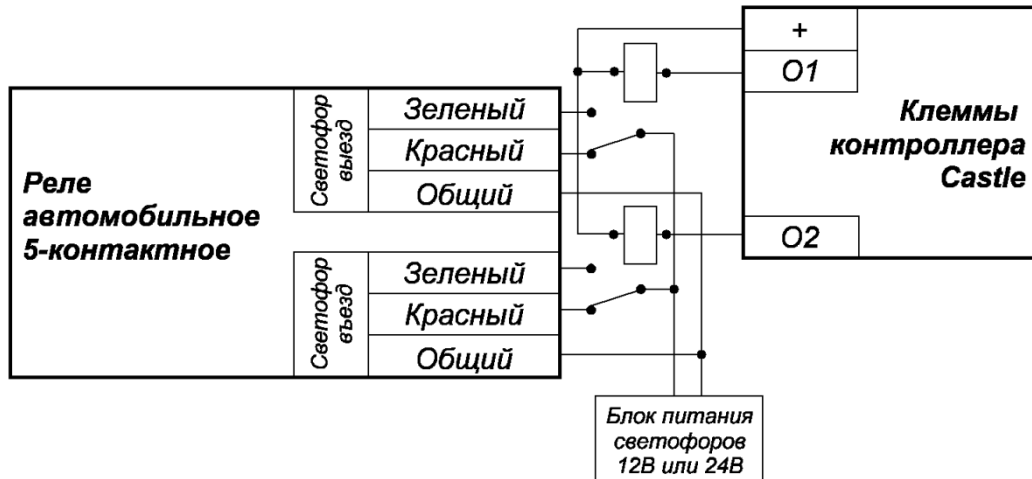 Реле
автомобильное
5-контактное
Светофор
выезд
Зеленый
Красный
Общий
Светофор
въезд
Зеленый
Красный
Общий
+
O1
O2
Клеммы
контроллера
Castle
Блок питания
светофоров
12В или 24В